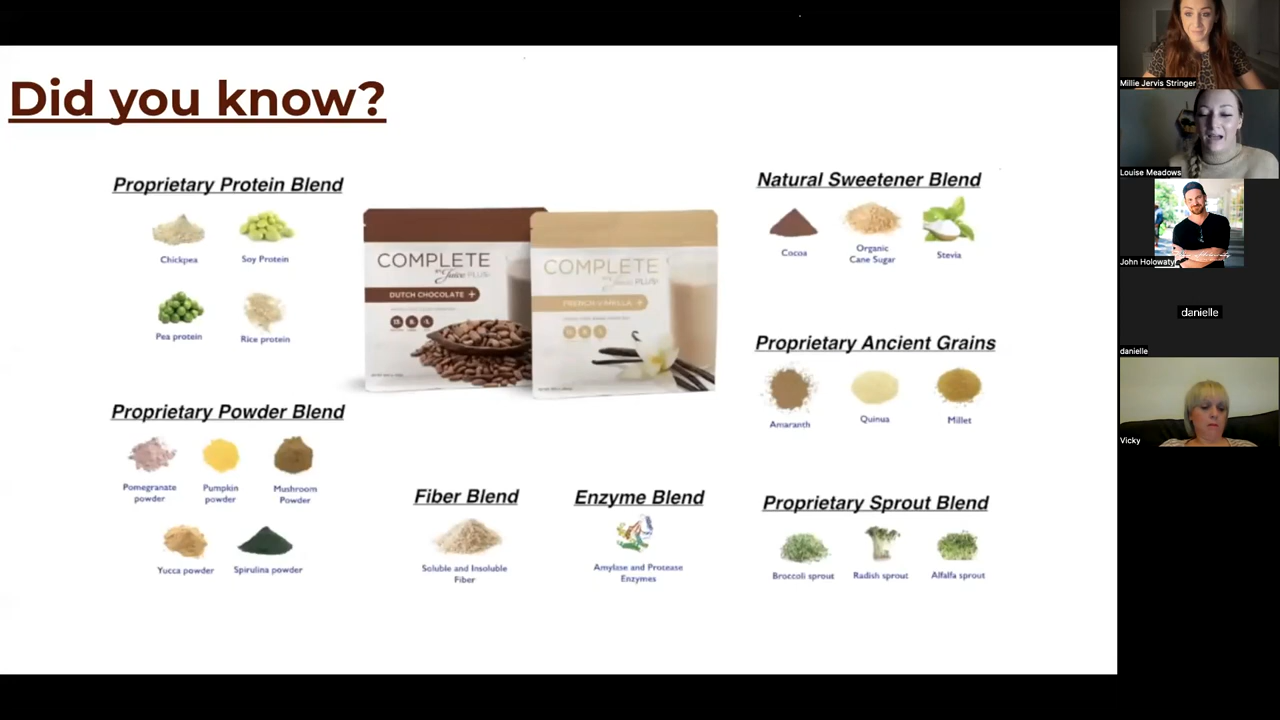 Did you know?
Proprietary Protein Blend
Chickpea
Soy Protein
Pea protein
Rice protein
Proprietary Powder Blend
Pomegranate
powder
Pumpkin
powder
Mushroom
Powder
Yucca powder
Spirulina powder
COMPLETE
by Juice PLUS+
DUTCH CHOCOLATE +
COMPLETE
by Juice PLUS+
FRENCH VANILLA +
Fiber Blend
Soluble and Insoluble
Fiber
Enzyme Blend
Amylase and Protease
Enzymes
Natural Sweetener Blend
Cocoa
Organic
Cane Sugar
Stevia
Proprietary Ancient Grains
Amaranth
Quinua
Millet
Proprietary Sprout Blend
Broccoli sprout
Radish sprout
Alfalfa sprout
Millie Jervis Stringer
Louise Meadows
John Holowaty
danielle
danielle
Vicky